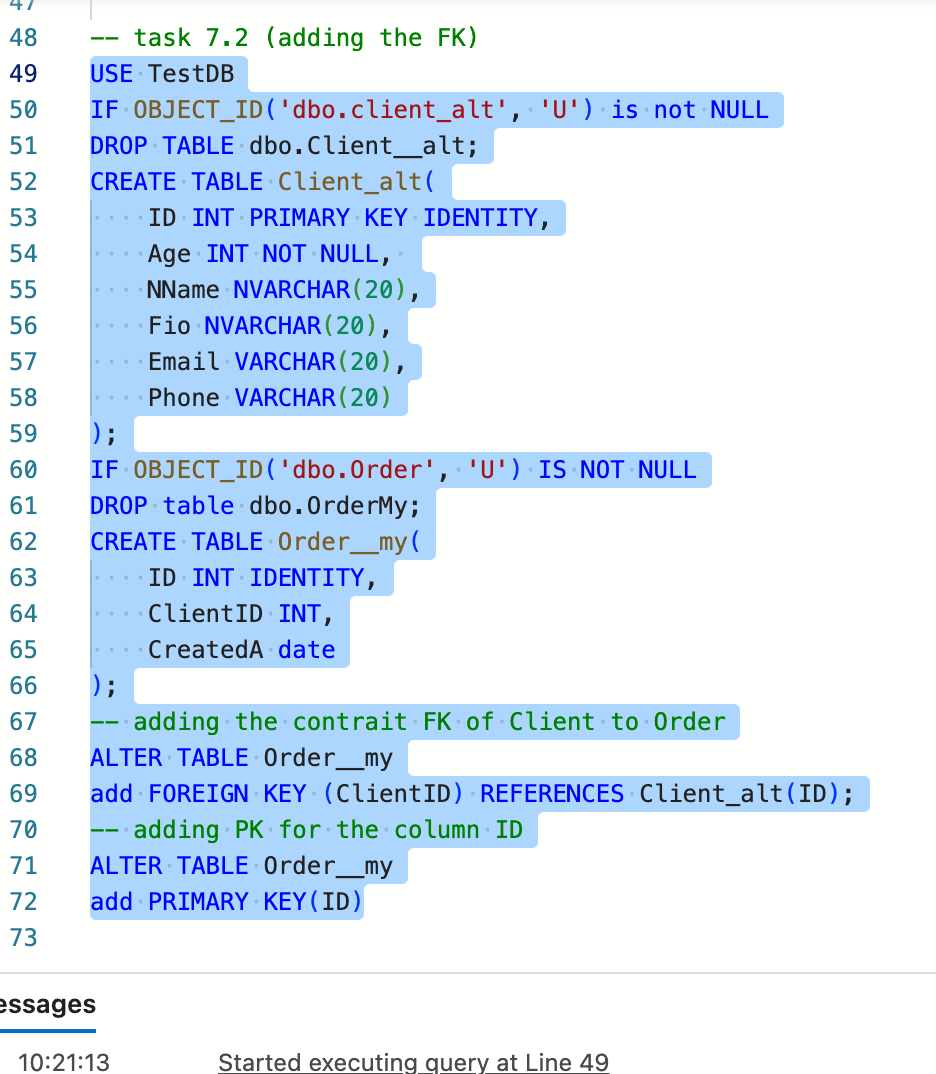 47
48 -- task 7.2 (adding the FK)
49 USE TestDB
50 IF OBJECT_ID('dbo.client_alt', 'U') is not NULL
51 DROP TABLE dbo.Client__alt;
52 CREATE TABLE Client_alt(
53 ID INT PRIMARY KEY IDENTITY,
54 Age INT NOT NULL,
55 NName NVARCHAR(20),
56 Fio NVARCHAR(20),
57 Email VARCHAR(20),
58 Phone VARCHAR(20)
59 );
60 IF OBJECT_ID('dbo.Order', 'U') IS NOT NULL
61 DROP table dbo.OrderMy;
62 CREATE TABLE Order__my(
63 ID INT IDENTITY,
64 ClientID INT,
65 CreatedA date
66 );
67 -- adding the contrait FK of Client to Order
68 ALTER TABLE Order__my
69 add FOREIGN KEY (ClientID) REFERENCES Client_alt(ID);
70 -- adding PK for the column ID
71 ALTER TABLE Order__my
72 add PRIMARY KEY(ID)
73
essages
10:21:13 Started executing query at Line 49